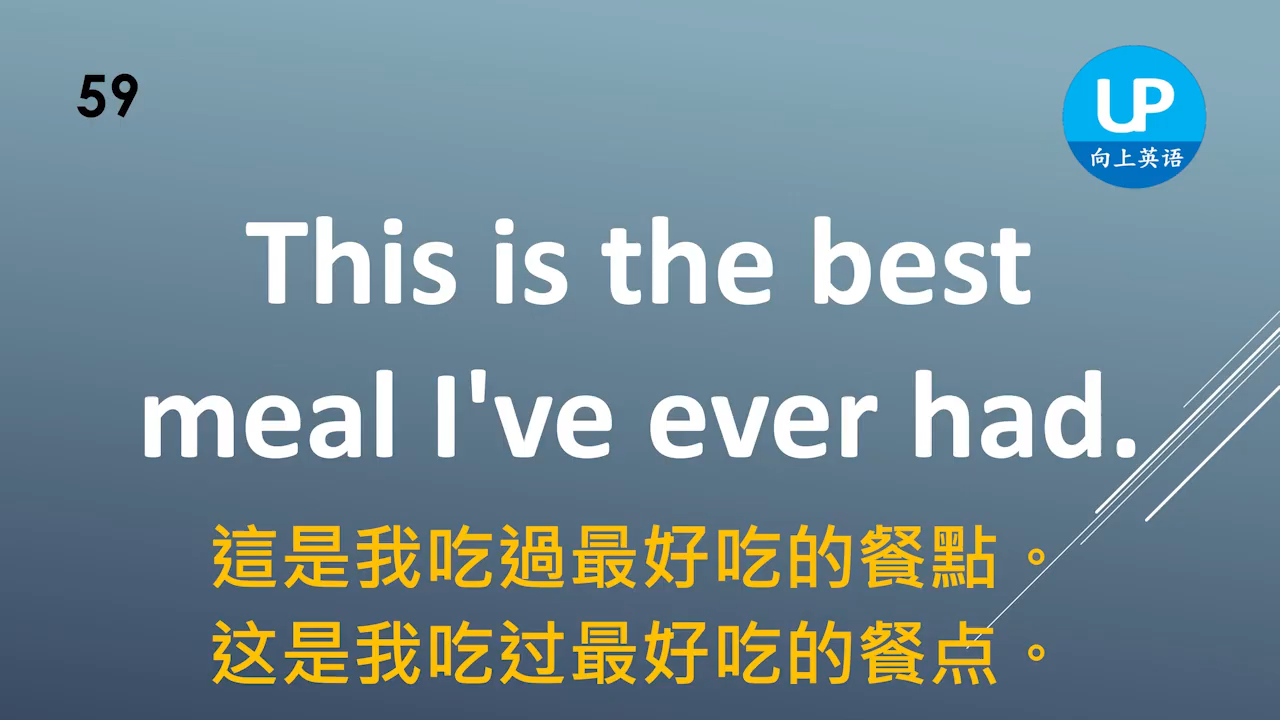 59
UP
向上英语
This is the best
meal I've ever had.
這是我吃過最好吃的餐點。
这是我吃过最好吃的餐点。